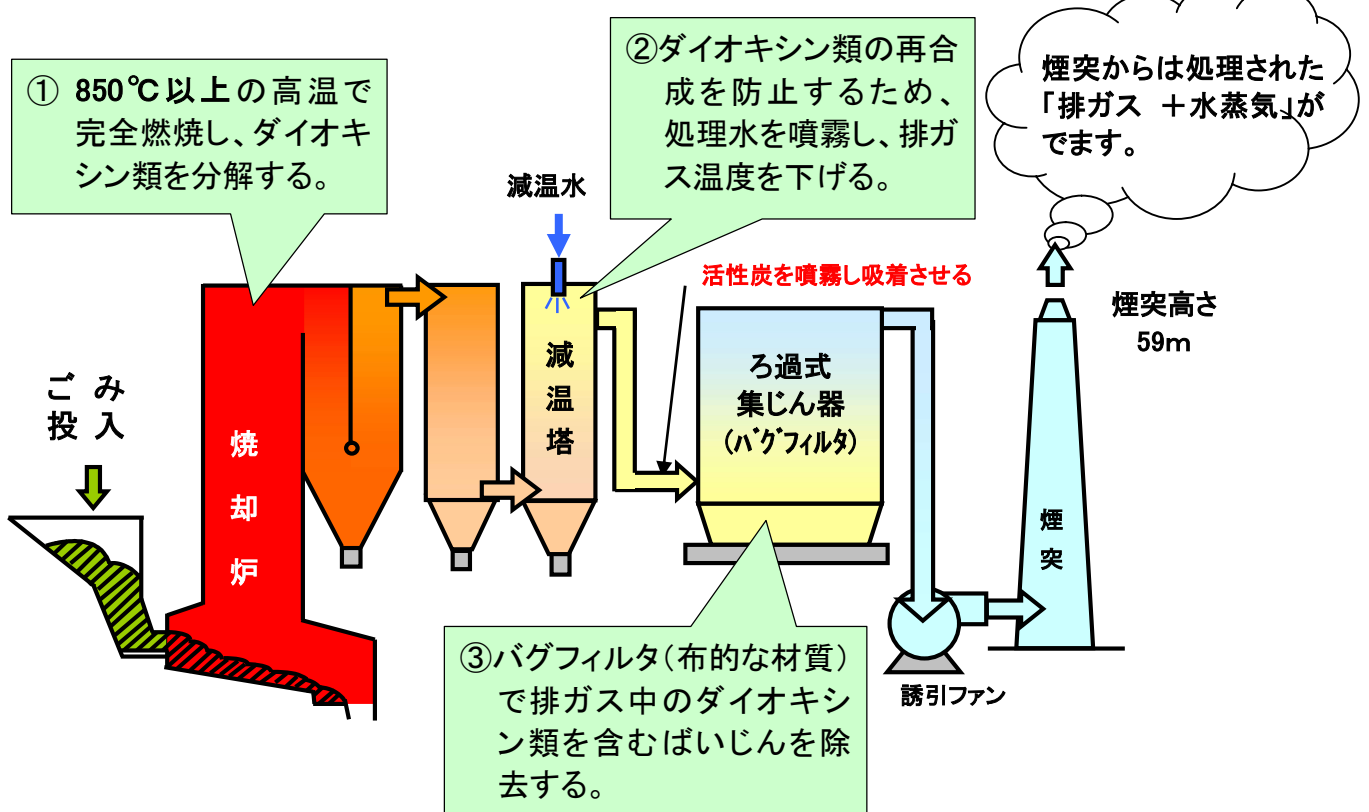 ① 850℃以上の高温で
完全燃焼し、ダイオキ
シン類を分解する。
②ダイオキシン類の再合
成を防止するため、
処理水を噴霧し、排ガ
ス温度を下げる。
煙突からは処理された
「排ガス ＋水蒸気」が
でます。
減温水
活性炭を噴霧し吸着させる
煙突高さ
59m
ごみ
投入
焼却炉
減温塔
ろ過式
集じん器
(ﾊﾞグフィルタ)
煙突
誘引ファン
③バグフィルタ(布的な材質)
で排ガス中のダイオキシ
ン類を含むばいじんを除
去する。